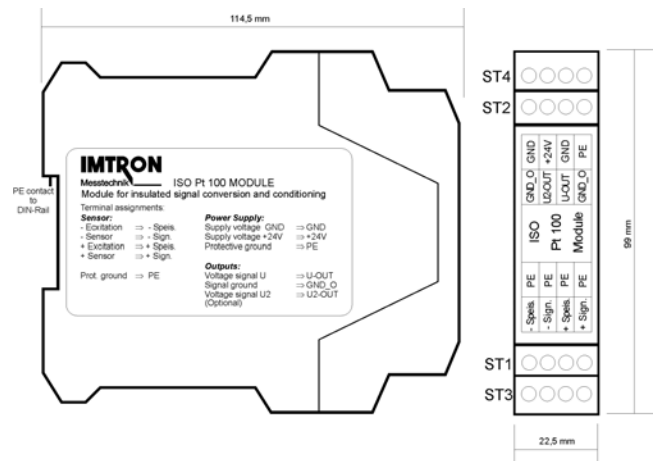 114,5 mm
IMTRON
Messtechnik ISO Pt 100 MODULE
Module for insulated signal conversion and conditioning
Terminal assignments:
Sensor:
- Ecxitation ⇒ - Speis.
- Sensor ⇒ - Sign.
+ Excitation ⇒ + Speis.
+ Sensor ⇒ + Sign.
Prot. ground ⇒ PE
Power Supply:
Supply voltage GND ⇒ GND
Supply voltage +24V ⇒ +24V
Protective ground ⇒ PE
Outputs:
Voltage signal U ⇒ U-OUT
Signal ground ⇒ GND_O
Voltage signal U2 ⇒ U2-OUT
(Optional)
PE contact
to
DIN-Rail
ST4
ST2
GND_O GND
U2-OUT +24V
U-OUT GND
GND_O PE
ISO
Pt 100
Module
- Speis. PE
- Sign. PE
+ Speis. PE
+ Sign. PE
ST1
ST3
99 mm
22,5 mm